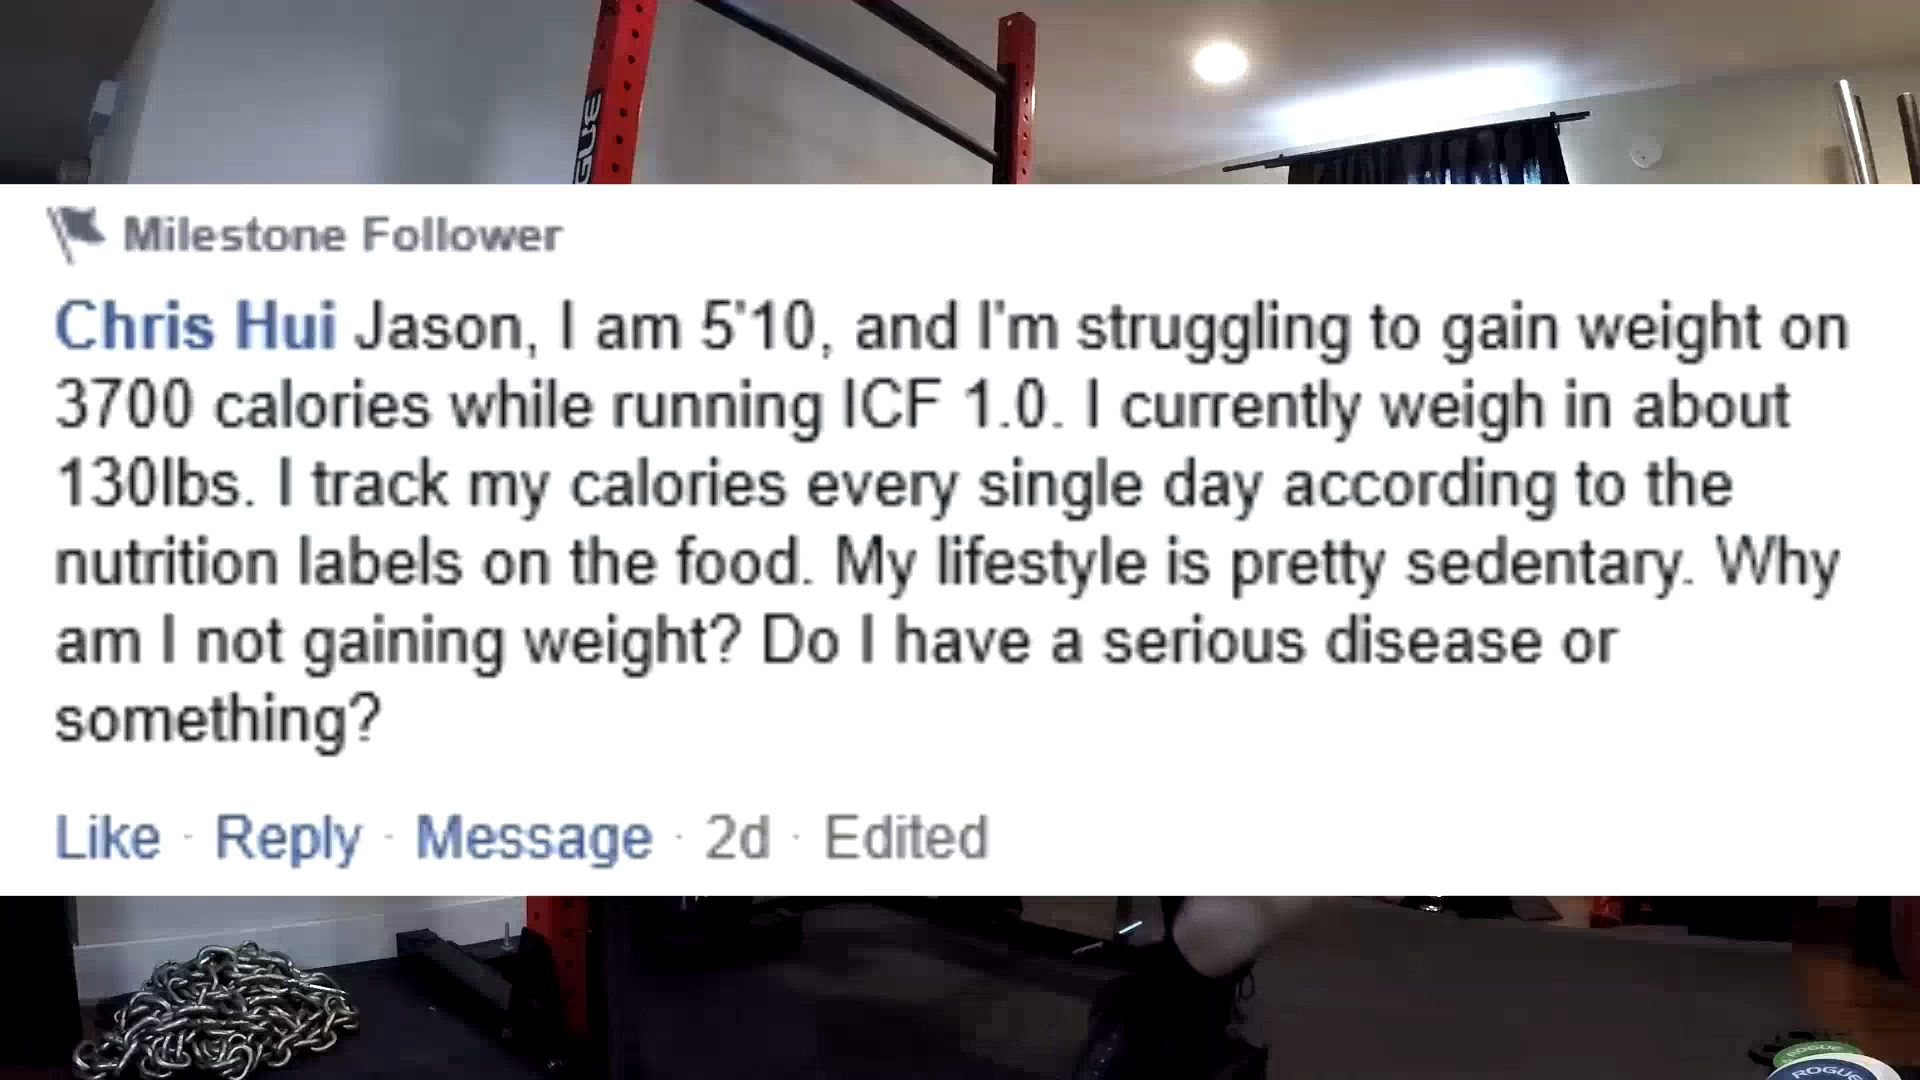 GUE
Milestone Follower
Chris Hui Jason, I am 5'10, and I'm struggling to gain weight on
3700 calories while running ICF 1.0. I currently weigh in about
130lbs. I track my calories every single day according to the
nutrition labels on the food. My lifestyle is pretty sedentary. Why
am I not gaining weight? Do I have a serious disease or
something?
Like · Reply · Message · 2d · Edited
ROGUE
ROGUE